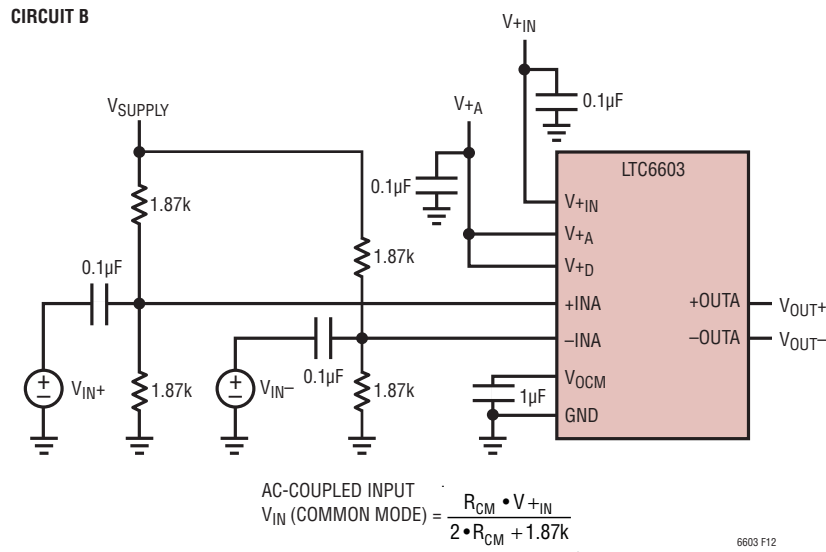 CIRCUIT B
V+IN
0.1µF
V+A
0.1µF
VSUPPLY
1.87k
1.87k
0.1µF
0.1µF
VIN+
1.87k
VIN–
1.87k
LTC6603
V+IN
V+A
V+D
+INA
–INA
VOCM
GND
+OUTA
–OUTA
VOUT+
VOUT–
1µF
AC-COUPLED INPUT
VIN (COMMON MODE) = RCM • V+IN / 2•RCM + 1.87k
6603 F12